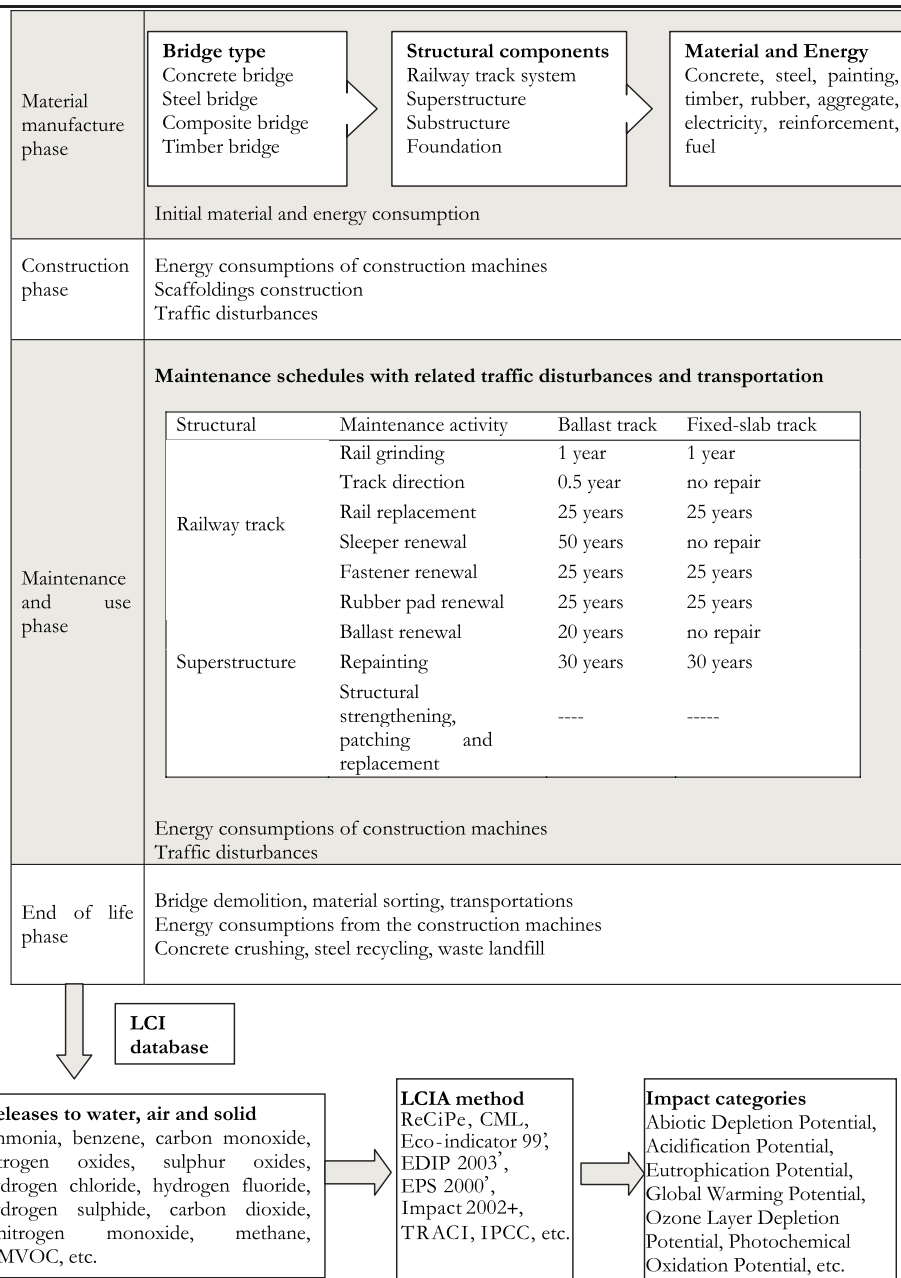 Material
manufacture
phase
Bridge type
Concrete bridge
Steel bridge
Composite bridge
Timber bridge
Structural components
Railway track system
Superstructure
Substructure
Foundation
Material and Energy
Concrete, steel, painting,
timber, rubber, aggregate,
electricity, reinforcement,
fuel
Initial material and energy consumption
Construction
phase
Energy consumptions of construction machines
Scaffoldings construction
Traffic disturbances
Maintenance
and use
phase
Maintenance schedules with related traffic disturbances and transportation
Structural Maintenance activity Ballast track Fixed-slab track
Railway track
Rail grinding 1 year 1 year
Track direction 0.5 year no repair
Rail replacement 25 years 25 years
Sleeper renewal 50 years no repair
Fastener renewal 25 years 25 years
Rubber pad renewal 25 years 25 years
Ballast renewal 20 years no repair
Superstructure Repainting 30 years 30 years
Structural
strengthening,
patching and
replacement
---- -----
Energy consumptions of construction machines
Traffic disturbances
End of life
phase
Bridge demolition, material sorting, transportations
Energy consumptions from the construction machines
Concrete crushing, steel recycling, waste landfill
LCI
database
eleases to water, air and solid
mmonia, benzene, carbon monoxide,
trogen oxides, sulphur oxides,
ydrogen chloride, hydrogen fluoride,
ydrogen sulphide, carbon dioxide,
nitrogen monoxide, methane,
MVOC, etc.
LCIA method
ReCiPe, CML,
Eco-indicator 99’,
EDIP 2003’,
EPS 2000’,
Impact 2002+,
TRACI, IPCC, etc.
Impact categories
Abiotic Depletion Potential,
Acidification Potential,
Eutrophication Potential,
Global Warming Potential,
Ozone Layer Depletion
Potential, Photochemical
Oxidation Potential, etc.